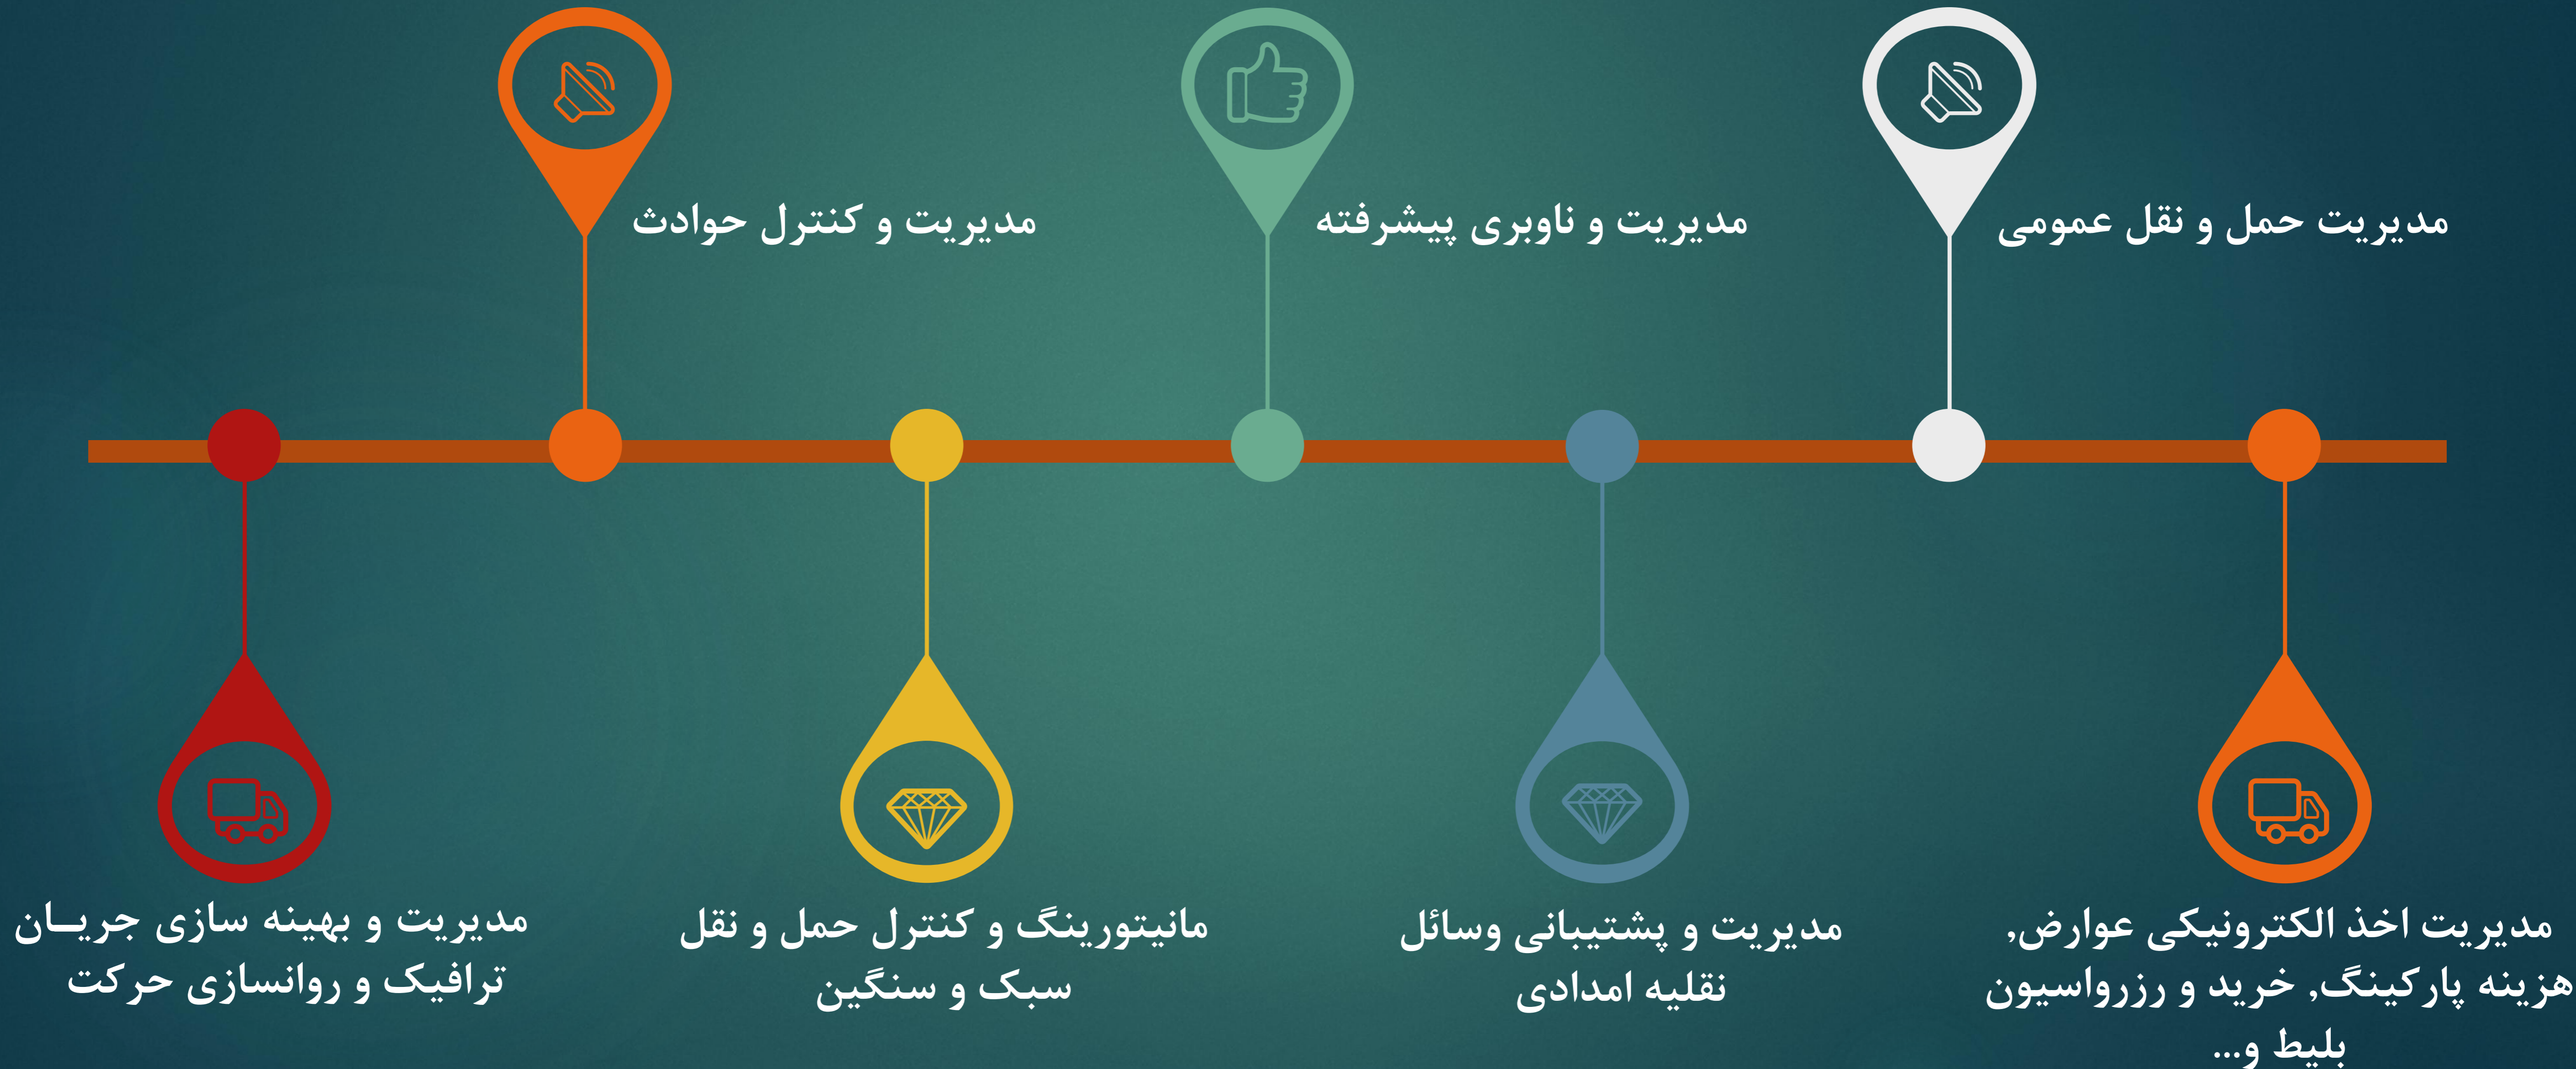 مدیریت حمل و نقل عمومی
مدیریت و ناوبری پیشرفته
مدیریت و کنترل حوادث
مدیریت اخذ الکترونیکی عوارض,
هزینه پارکینگ, خرید و رزرواسیون
بلیط و...
مدیریت و پشتیبانی وسائل
نقلیه امدادی
مانیتورینگ و کنترل حمل و نقل
سبک و سنگین
مدیریت و بهینه سازی جریــان
ترافیک و روانسازی حرکت